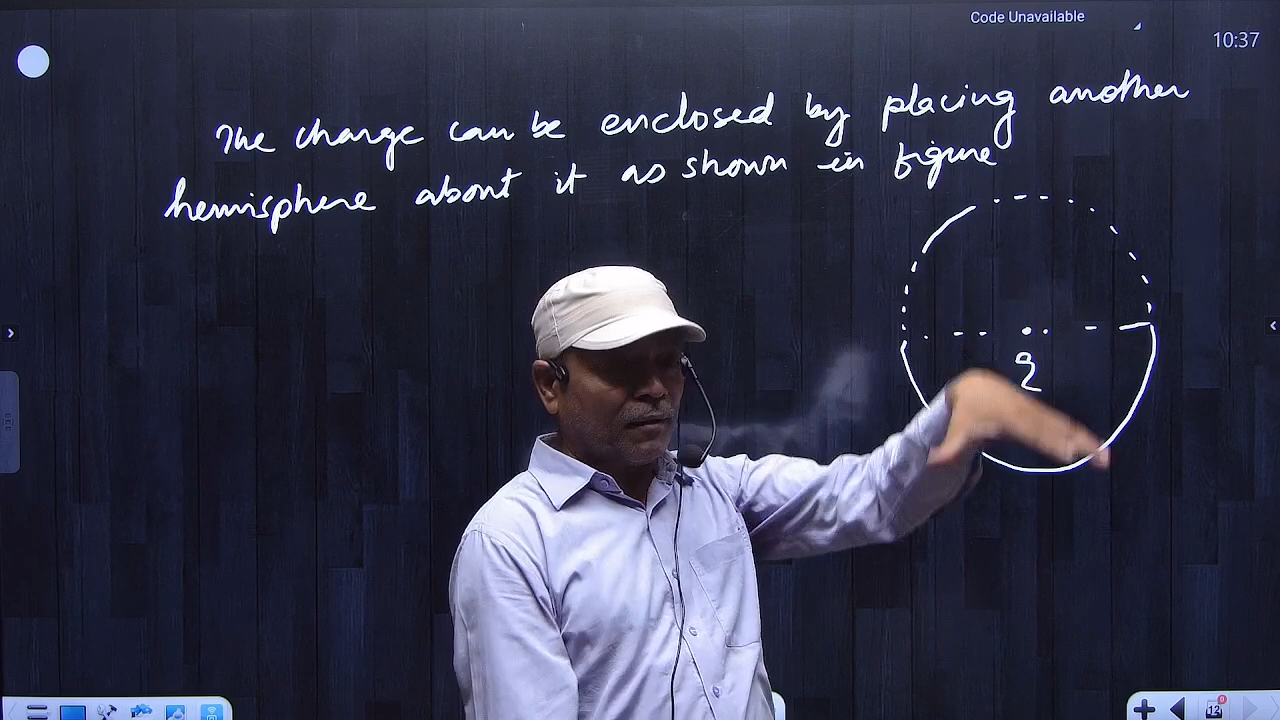 Code Unavailable
10:37
The charge can be enclosed by placing another
hemisphere about it as shown in figure
q
12